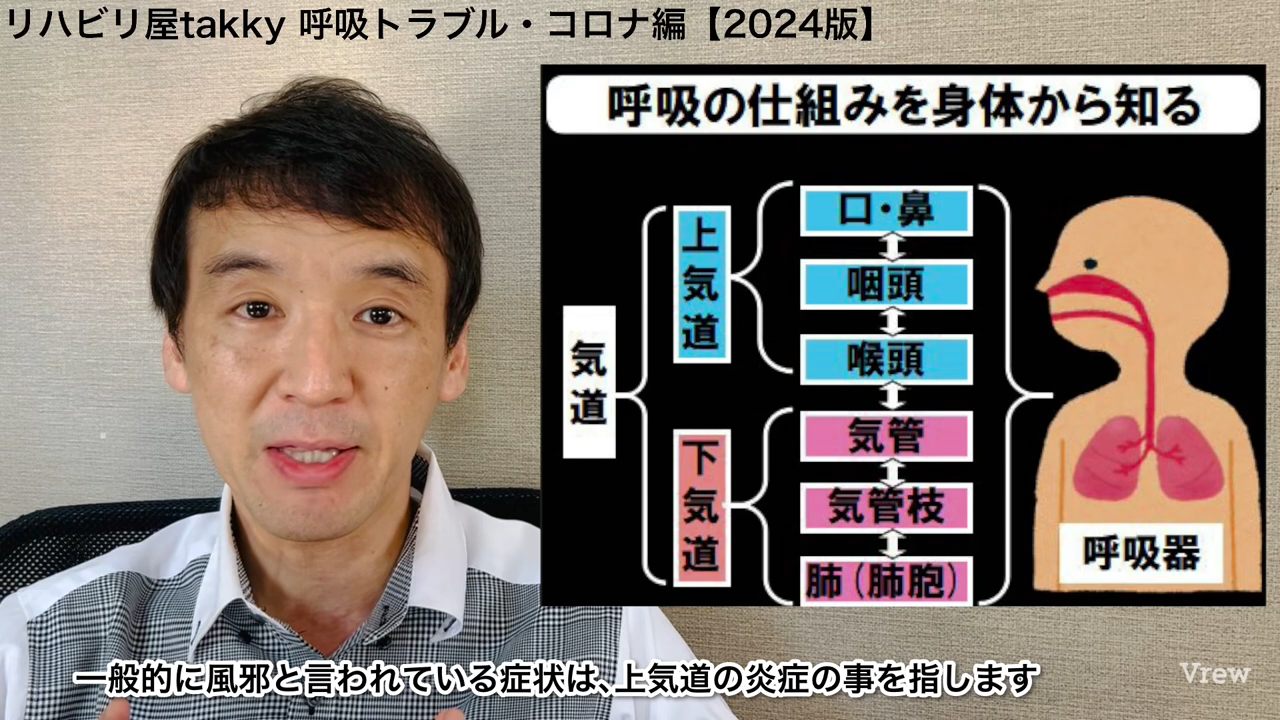 リハビリ屋takky 呼吸トラブル・コロナ編【2024版】
呼吸の仕組みを身体から知る
気道
上気道
口・鼻
咽頭
喉頭
下気道
気管
気管枝
肺(肺胞)
呼吸器
一般的に風邪と言われている症状は、上気道の炎症の事を指します
Vrew